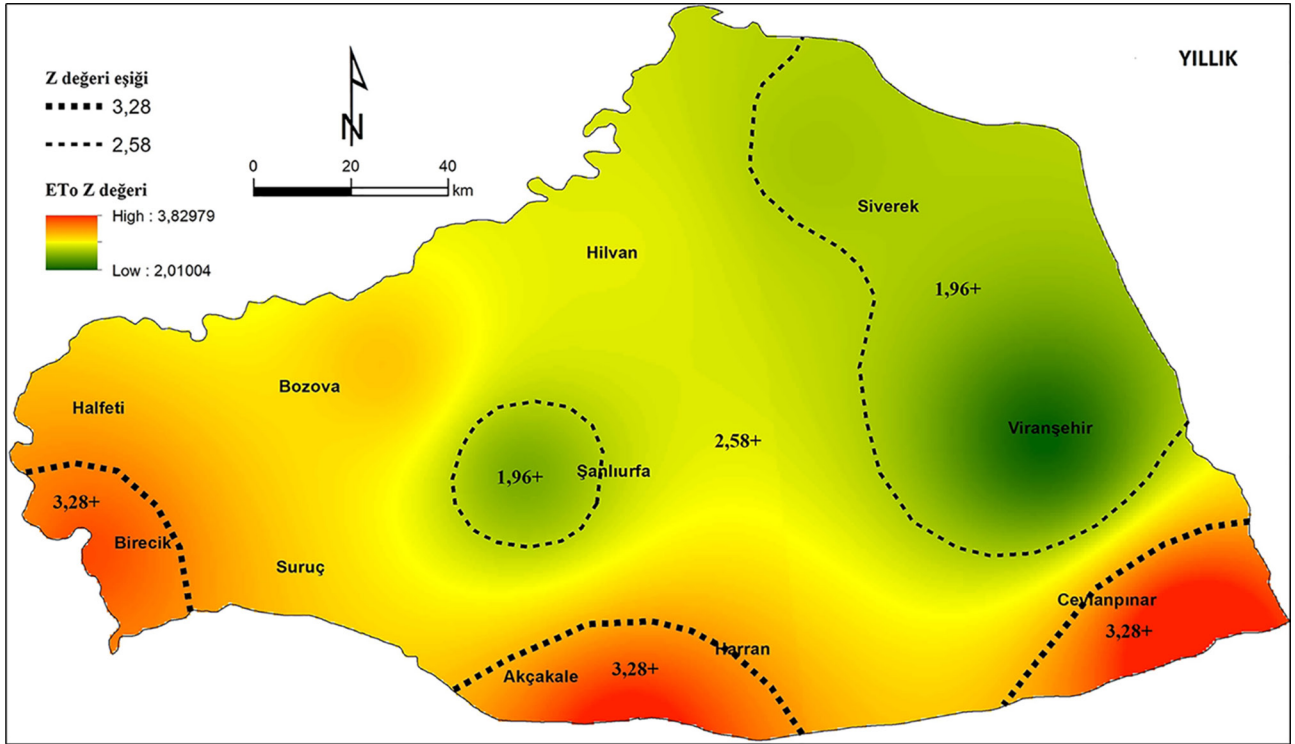 YILLIK
Z değeri eşiği
3,28
2,58
ETo Z değeri
High : 3,82979
Low : 2,01004
N
0 20 40
km
Siverek
Hilvan
1,96+
Bozova
Halfeti
Viranşehir
2,58+
Şanlıurfa
1,96+
3,28+
Birecik
Suruç
Ceylanpınar
3,28+
Harran
Akçakale
3,28+